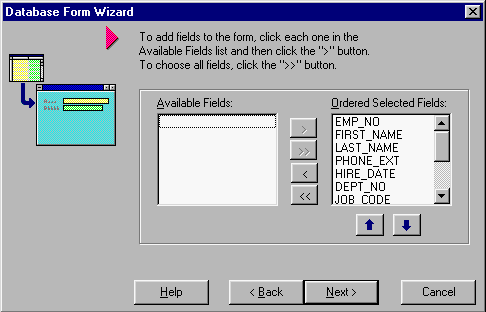 Database Form Wizard
To add fields to the form, click each one in the
Available Fields list and then click the ">" button.
To choose all fields, click the ">>" button.
Available Fields:
Ordered Selected Fields:
>
>>
<
<<
EMP_NO
FIRST_NAME
LAST_NAME
PHONE_EXT
HIRE_DATE
DEPT_NO
JOB_CODE
Help
< Back
Next >
Cancel